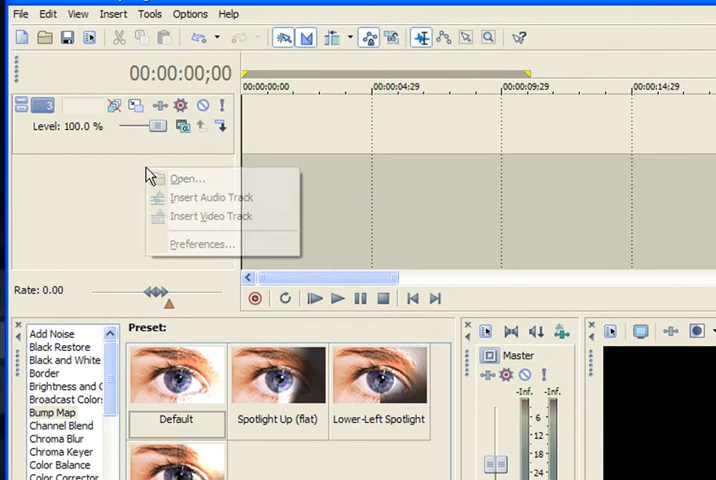 File Edit View Insert Tools Options Help
00:00:00;00
00:00:00;00 00:00:04;29 00:00:09;29 00:00:14;29
3
Level: 100.0 %
Open...
Insert Audio Track
Insert Video Track
Preferences...
Rate: 0.00
Add Noise
Black Restore
Black and White
Border
Brightness and C
Broadcast Colors
Bump Map
Channel Blend
Chroma Blur
Chroma Keyer
Color Balance
Color Corrector
Preset:
Default
Spotlight Up (flat)
Lower-Left Spotlight
Master
-Inf. -Inf.
6
12
18
24